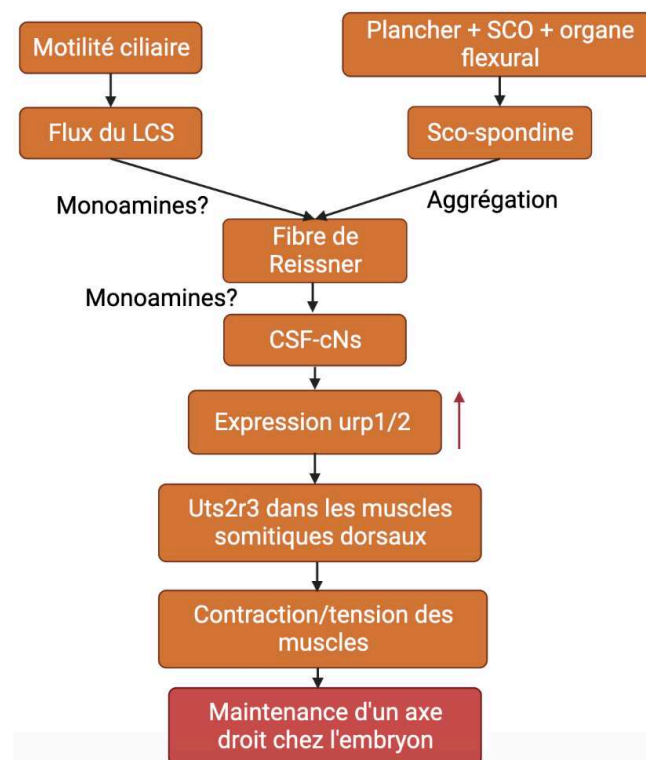 Motilité ciliaire
Plancher + SCO + organe
flexural
Flux du LCS
Sco-spondine
Monoamines?
Aggrégation
Fibre de
Reissner
Monoamines?
CSF-cNs
Expression urp1/2
Uts2r3 dans les muscles
somitiques dorsaux
Contraction/tension des
muscles
Maintenance d'un axe
droit chez l'embryon